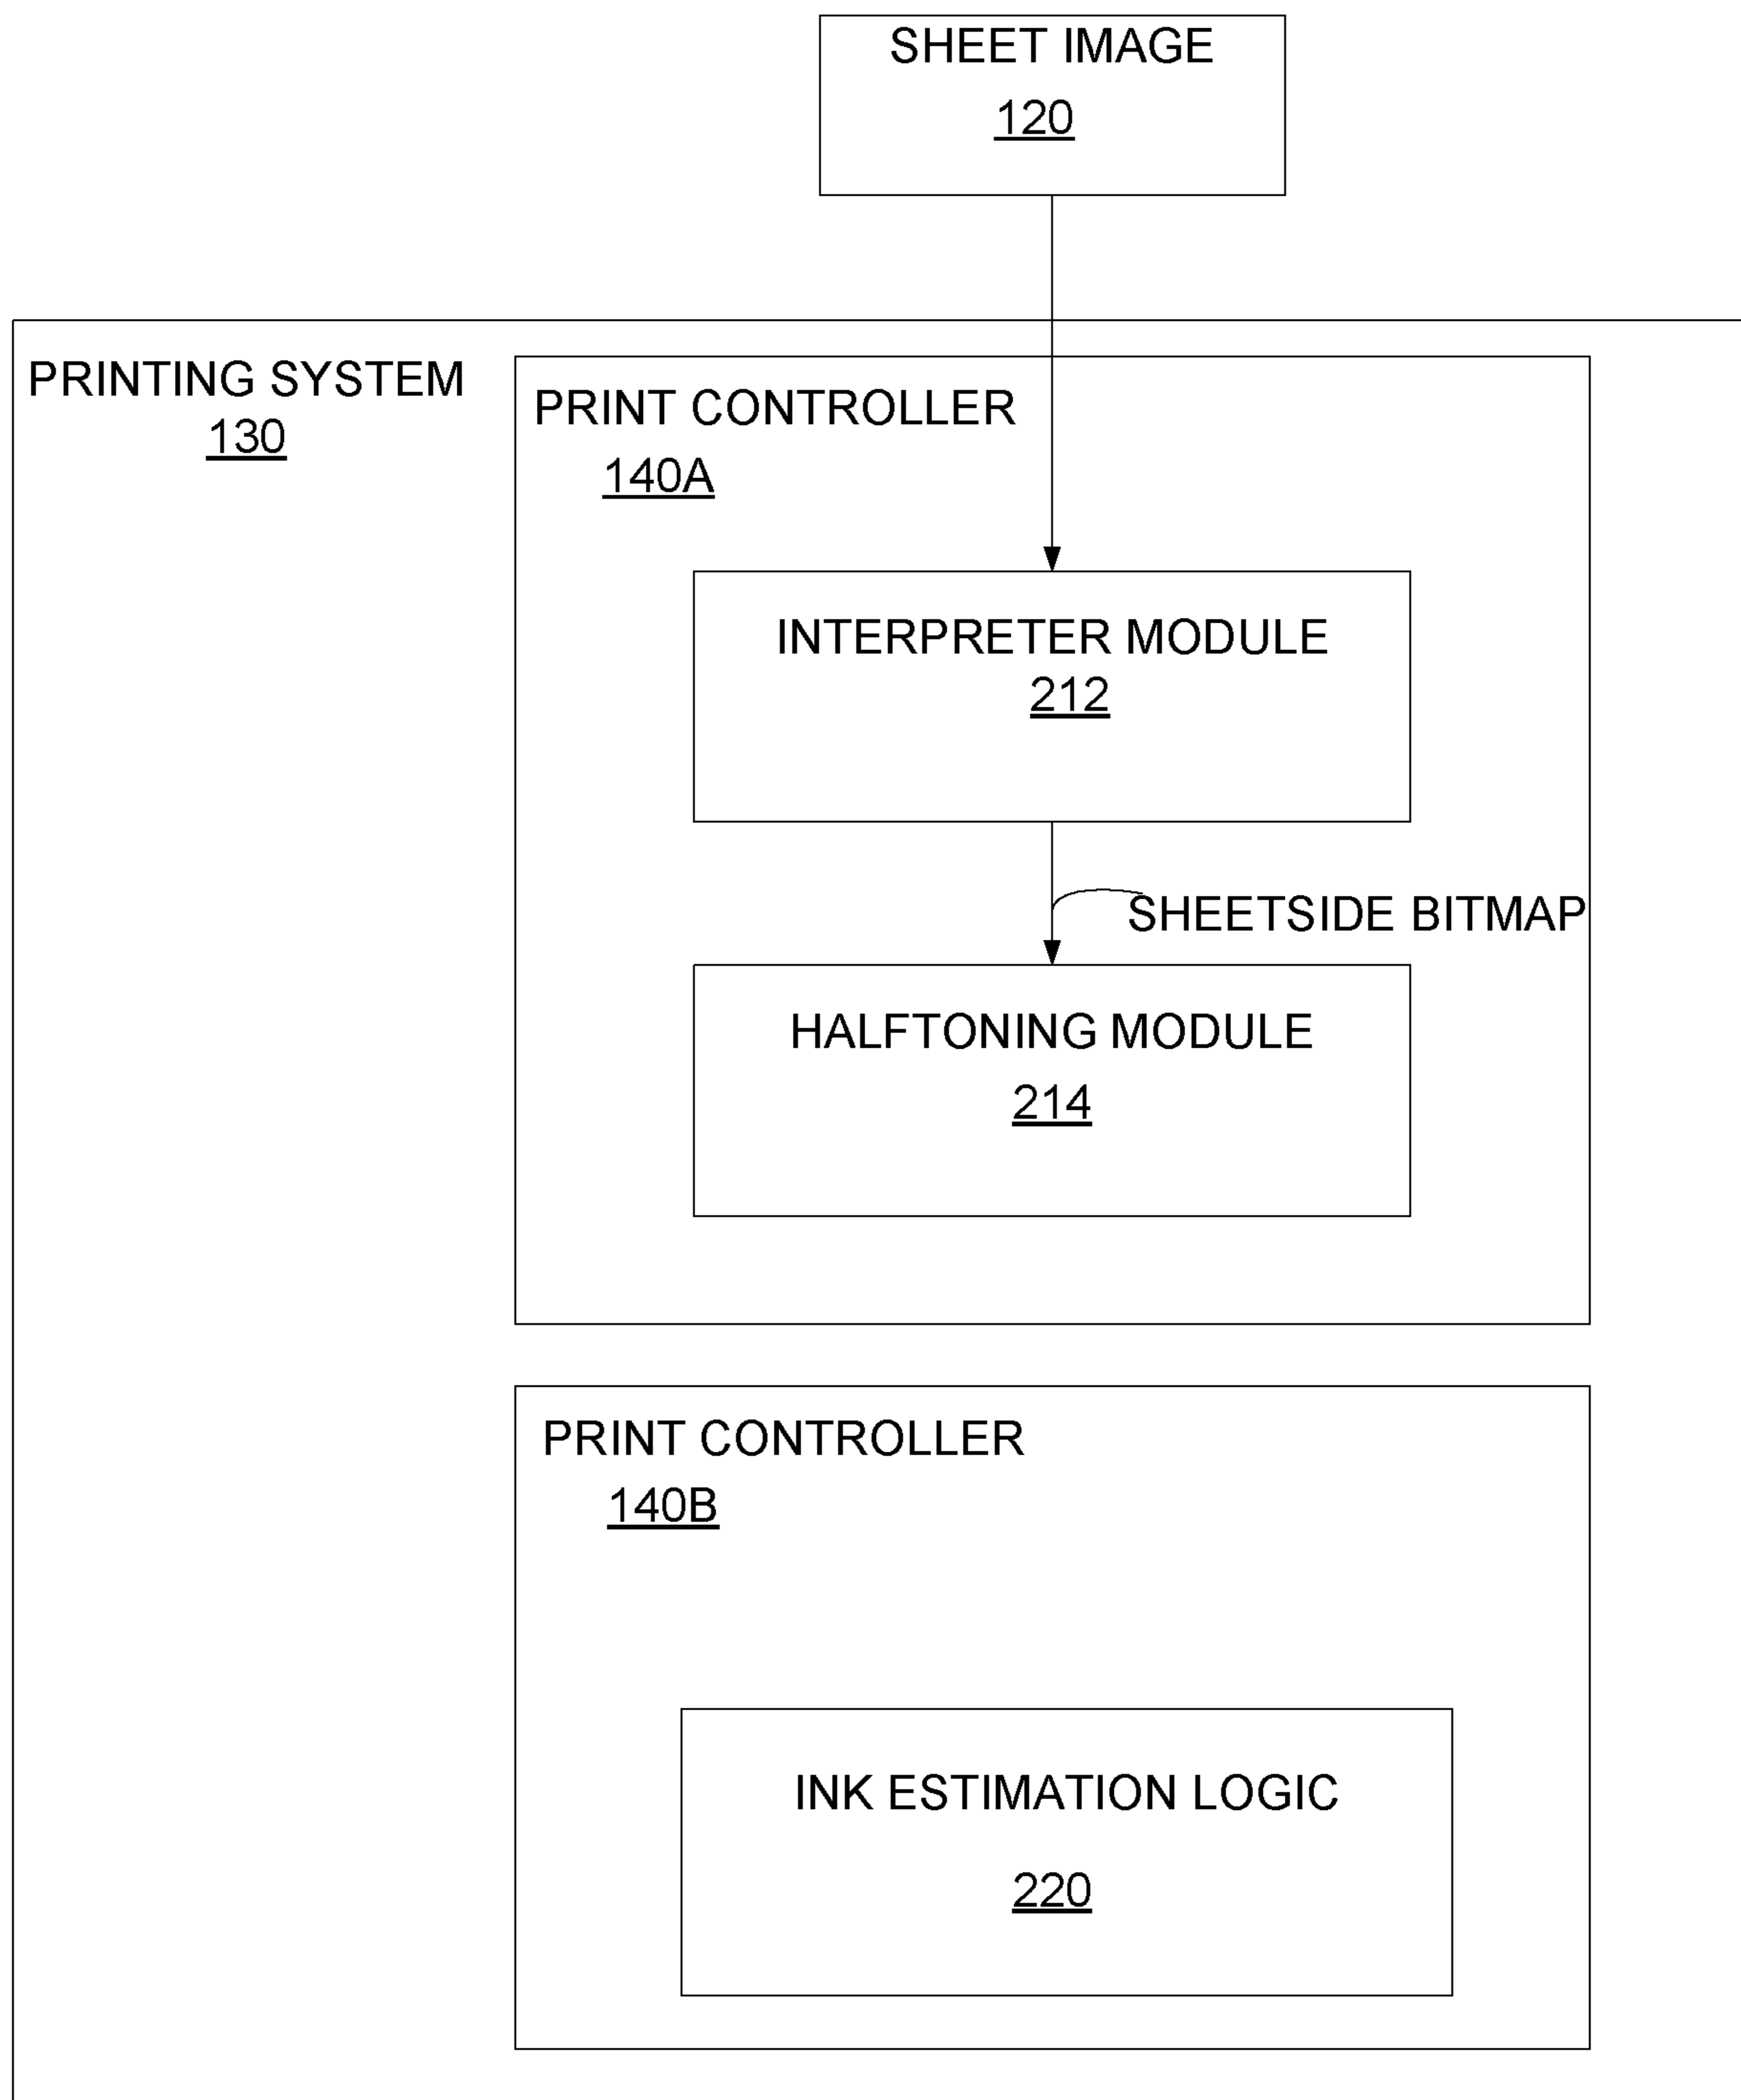 SHEET IMAGE
120
PRINTING SYSTEM
130
PRINT CONTROLLER
140A
INTERPRETER MODULE
212
SHEETSIDE BITMAP
HALFTONING MODULE
214
PRINT CONTROLLER
140B
INK ESTIMATION LOGIC
220